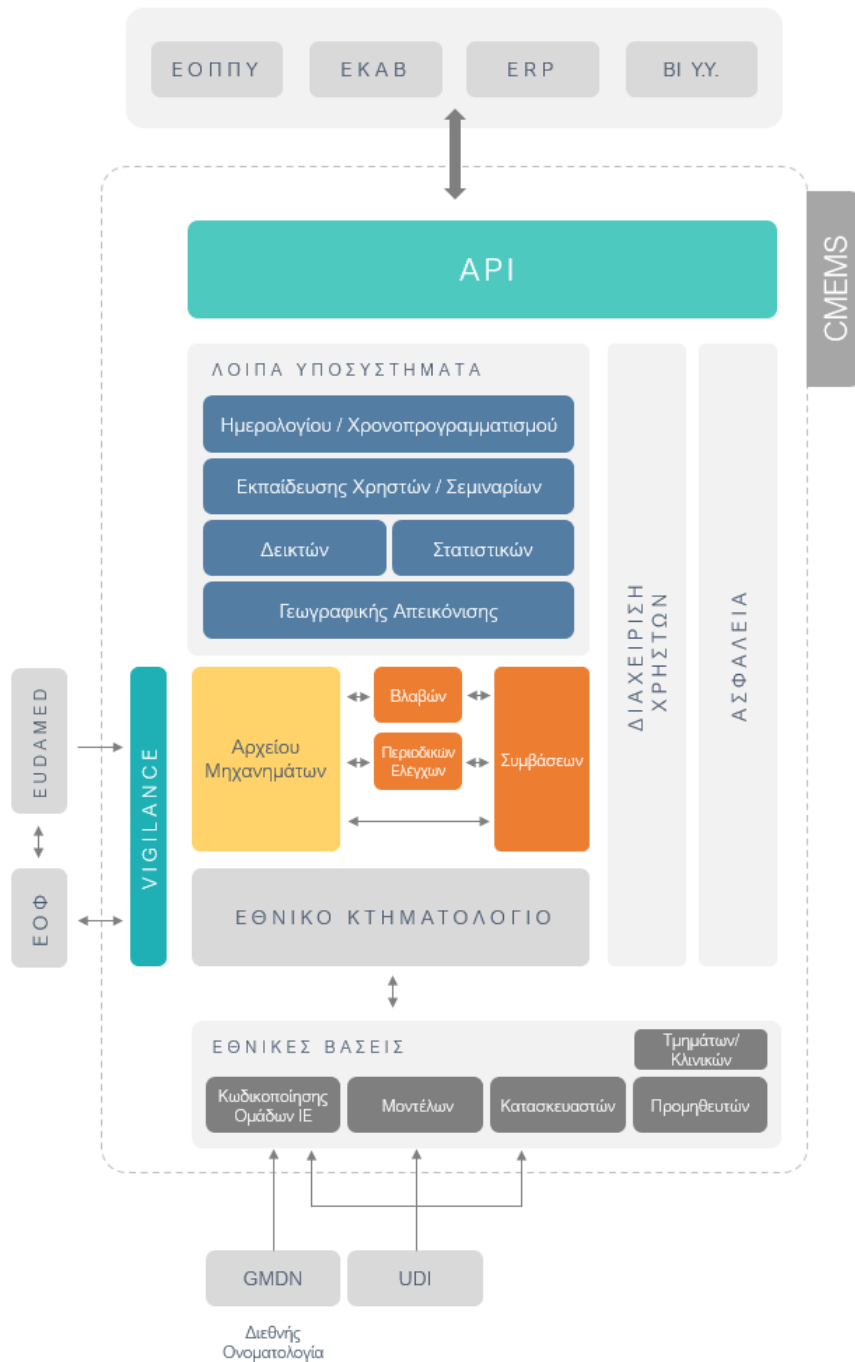 ΕΟΠΠΥ
ΕΚΑΒ
ERP
BI Y.Y.
API
CMEMS
ΛΟΙΠΑ ΥΠΟΣΥΣΤΗΜΑΤΑ
Ημερολογίου / Χρονοπρογραμματισμού
Εκπαίδευσης Χρηστών / Σεμιναρίων
Δεικτών
Στατιστικών
Γεωγραφικής Απεικόνισης
ΔΙΑΧΕΙΡΙΣΗ
ΧΡΗΣΤΩΝ
ΑΣΦΑΛΕΙΑ
EUDAMED
ΕΟΦ
VIGILANCE
Αρχείου
Μηχανημάτων
Βλαβών
Περιοδικών
Ελέγχων
Συμβάσεων
ΕΘΝΙΚΟ ΚΤΗΜΑΤΟΛΟΓΙΟ
ΕΘΝΙΚΕΣ ΒΑΣΕΙΣ
Τμημάτων/
Κλινικών
Κωδικοποίησης
Ομάδων ΙΕ
Μοντέλων
Κατασκευαστών
Προμηθευτών
GMDN
UDI
Διεθνής
Ονοματολογία